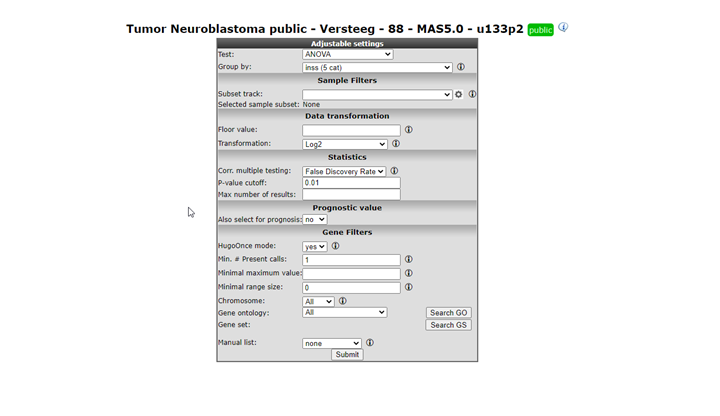 Tumor Neuroblastoma public - Versteeg - 88 - MAS5.0 - u133p2 public
Adjustable settings
Test: ANOVA
Group by: inss (5 cat)
Sample Filters
Subset track:
Selected sample subset: None
Data transformation
Floor value:
Transformation: Log2
Statistics
Corr. multiple testing: False Discovery Rate
P-value cutoff: 0.01
Max number of results:
Prognostic value
Also select for prognosis: no
Gene Filters
HugoOnce mode: yes
Min. # Present calls: 1
Minimal maximum value:
Minimal range size: 0
Chromosome: All
Gene ontology: All Search GO
Gene set: Search GS
Manual list: none
Submit